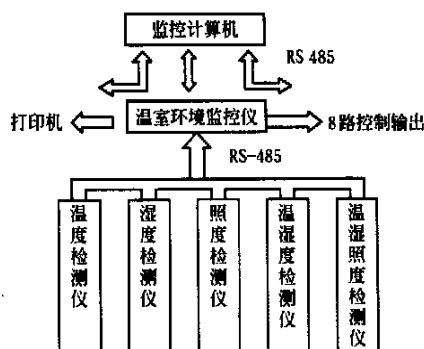 监控计算机
RS 485
打印机
温室环境监控仪
8路控制输出
RS-485
温度检测仪
湿度检测仪
照度检测仪
温湿度检测仪
温湿照度检测仪